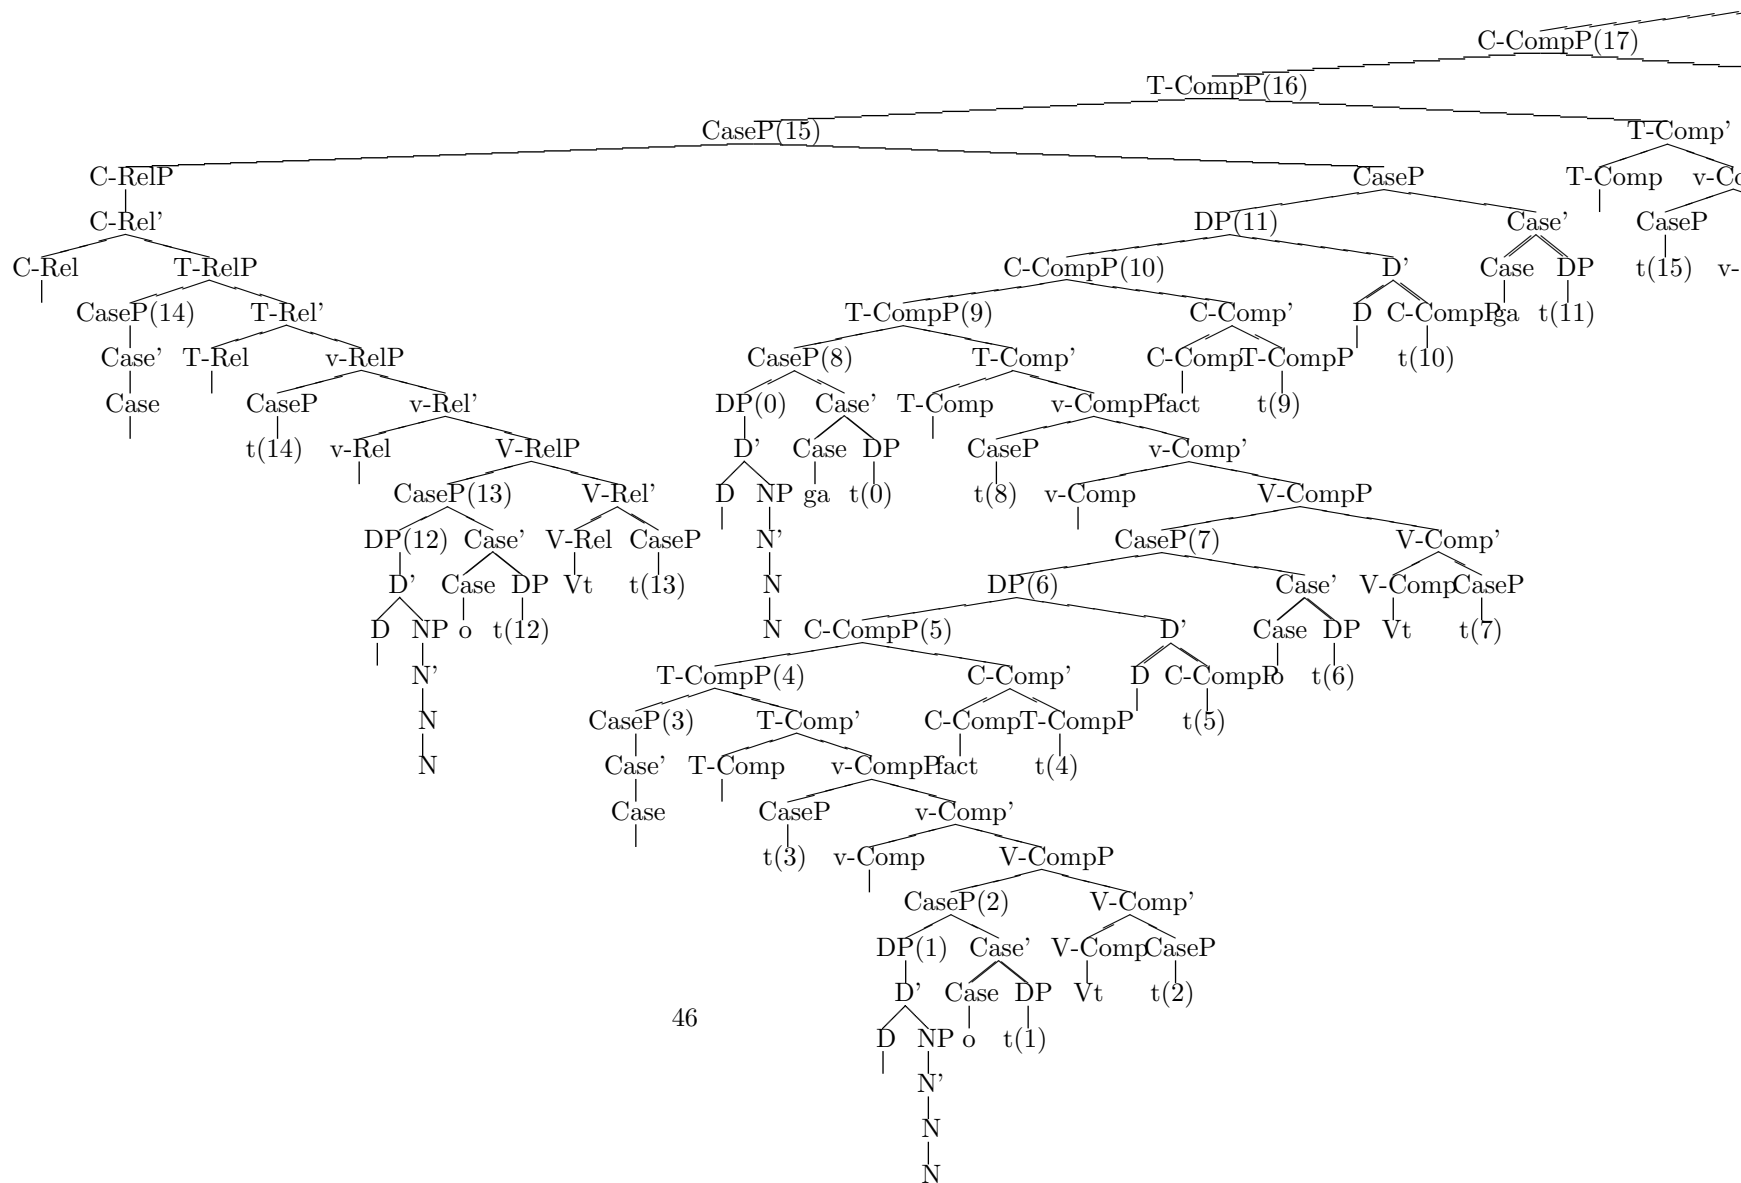 C-CompP(17)
T-CompP(16)
CaseP(15) T-Comp'
C-RelP CaseP T-Comp v-Co
C-Rel' DP(11) Case' CaseP
C-Rel T-RelP C-CompP(10) D' Case DP t(15) v-
CaseP(14) T-Rel' T-CompP(9) C-Comp' D C-CompP ga t(11)
Case' T-Rel v-RelP CaseP(8) T-Comp' C-Comp T-CompP t(10)
Case CaseP v-Rel' DP(0) Case' T-Comp v-CompP fact t(9)
t(14) v-Rel V-RelP D' Case DP CaseP v-Comp'
CaseP(13) V-Rel' D NP ga t(0) t(8) v-Comp V-CompP
DP(12) Case' V-Rel CaseP N' CaseP(7) V-Comp'
D' Case DP Vt t(13) N DP(6) Case' V-Comp CaseP
D NP o t(12) N C-CompP(5) D' Case DP Vt t(7)
N' T-CompP(4) C-Comp' D C-CompP o t(6)
N CaseP(3) T-Comp' C-Comp T-CompP t(5)
N Case' T-Comp v-CompP fact t(4)
Case CaseP v-Comp'
t(3) v-Comp V-CompP
CaseP(2) V-Comp'
DP(1) Case' V-Comp CaseP
D' Case DP Vt t(2)
46
D NP o t(1)
N'
N
N